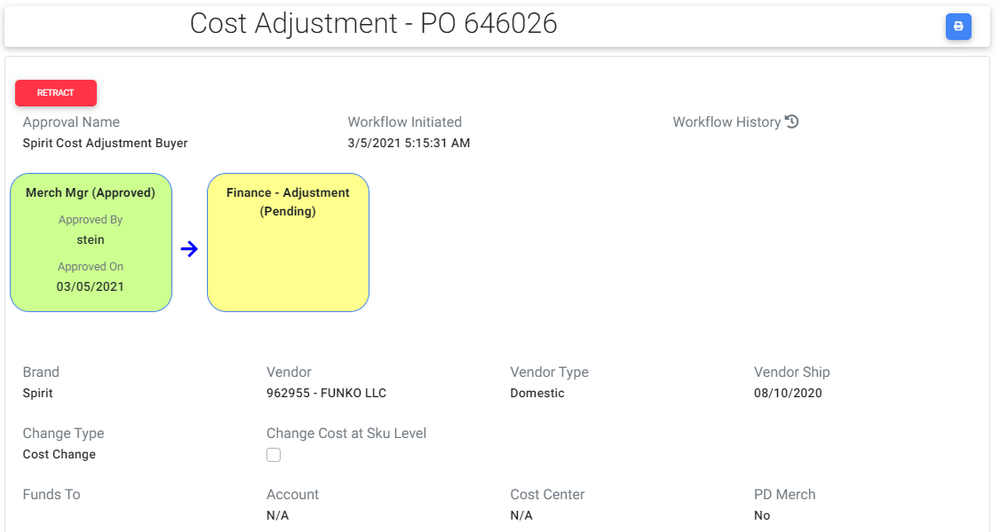 Cost Adjustment - PO 646026
RETRACT
Approval Name
Workflow Initiated
Workflow History
Spirit Cost Adjustment Buyer
3/5/2021 5:15:31 AM
Merch Mgr (Approved)
Approved By
stein
Approved On
03/05/2021
Finance - Adjustment
(Pending)
Brand
Vendor
Vendor Type
Vendor Ship
Spirit
962955 - FUNKO LLC
Domestic
08/10/2020
Change Type
Change Cost at Sku Level
Cost Change
Funds To
Account
Cost Center
PD Merch
N/A
N/A
No